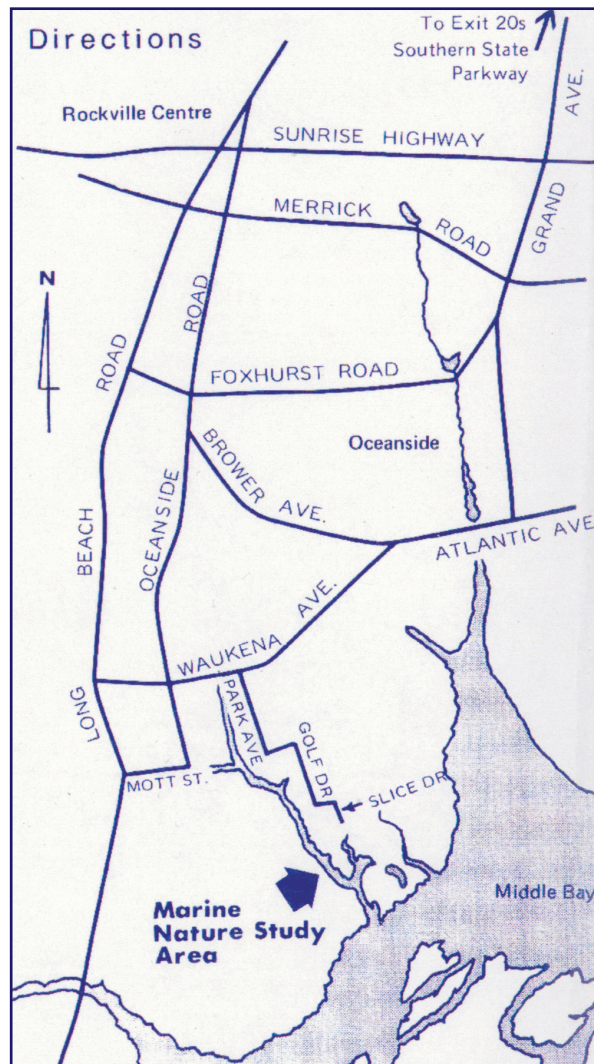 Directions
To Exit 20s
Southern State
Parkway
AVE.
Rockville Centre
SUNRISE HIGHWAY
MERRICK ROAD
GRAND
N
ROAD
ROAD
FOXHURST ROAD
Oceanside
BROWER AVE.
OCEANSIDE
BEACH
ATLANTIC AVE
WAUKENA AVE.
LONG
PARK AVE
GOLF DR
MOTT ST.
SLICE DR
Middle Bay
Marine
Nature Study
Area